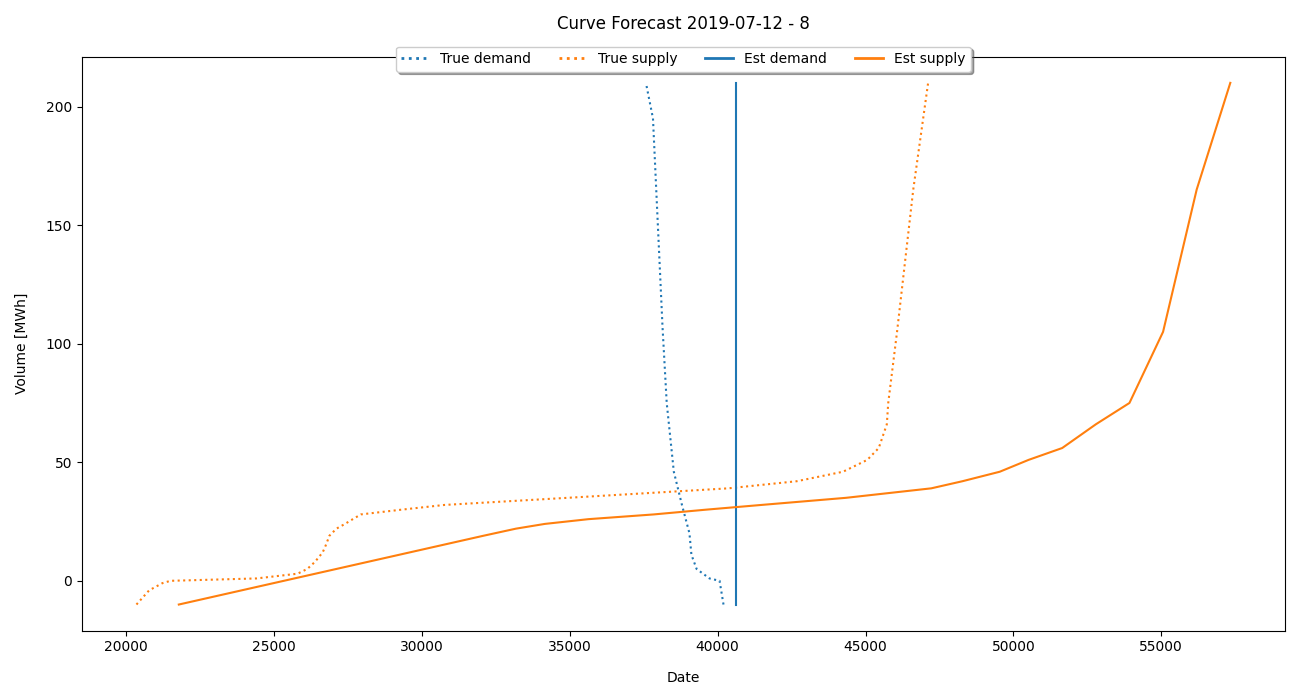 Curve Forecast 2019-07-12 - 8
True demand True supply Est demand Est supply
200
150
100
50
0
Volume [MWh]
20000 25000 30000 35000 40000 45000 50000 55000
Date